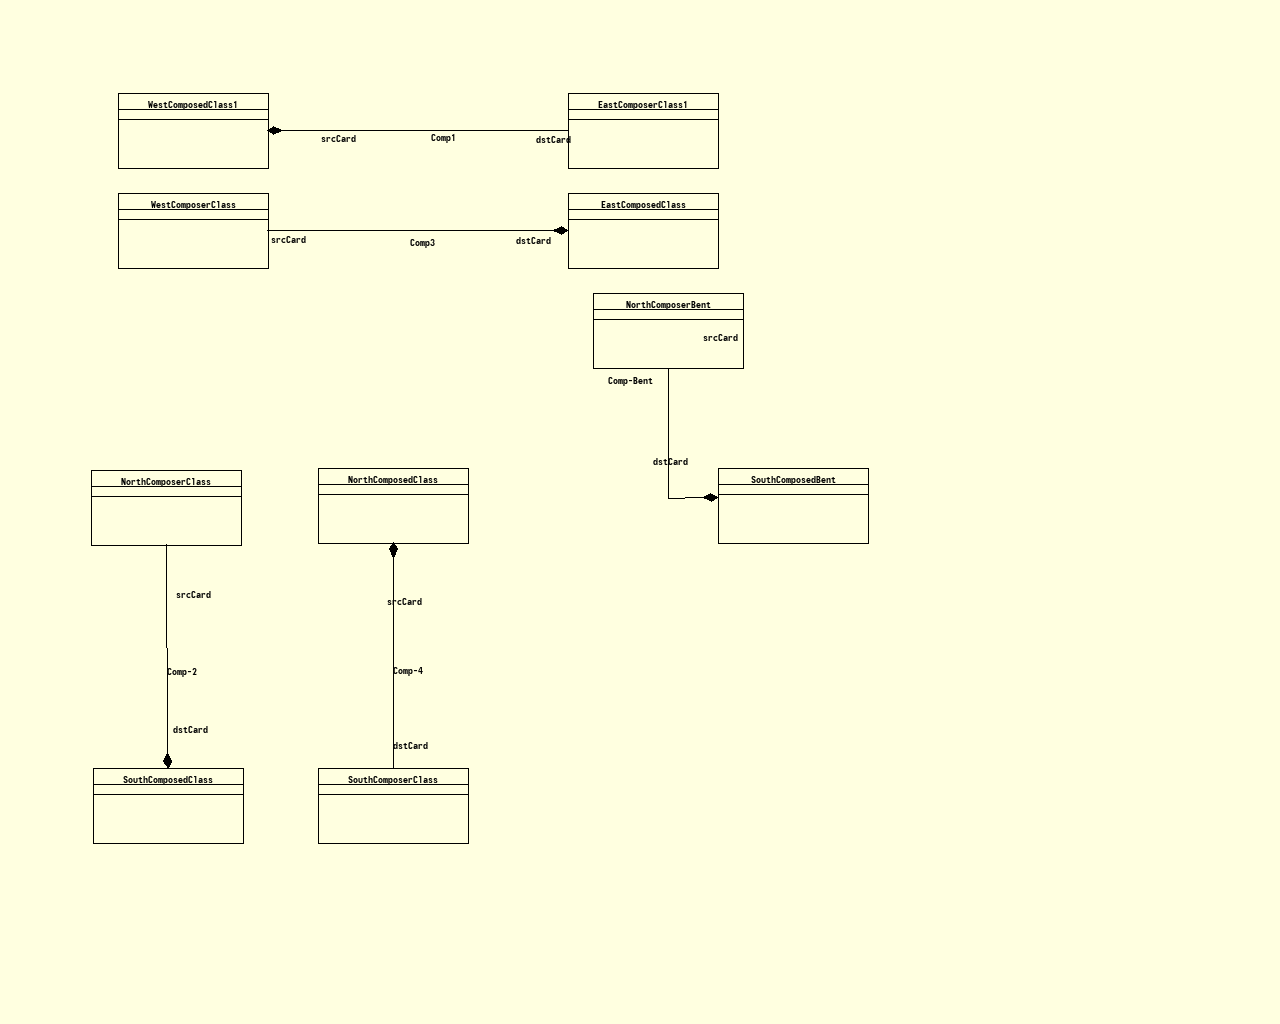 WestComposedClass1
EastComposerClass1
srcCard
Comp1
dstCard
WestComposerClass
EastComposedClass
srcCard
Comp3
dstCard
NorthComposerBent
srcCard
Comp-Bent
dstCard
NorthComposerClass
NorthComposedClass
SouthComposedBent
srcCard
srcCard
Comp-2
Comp-4
dstCard
dstCard
SouthComposedClass
SouthComposerClass